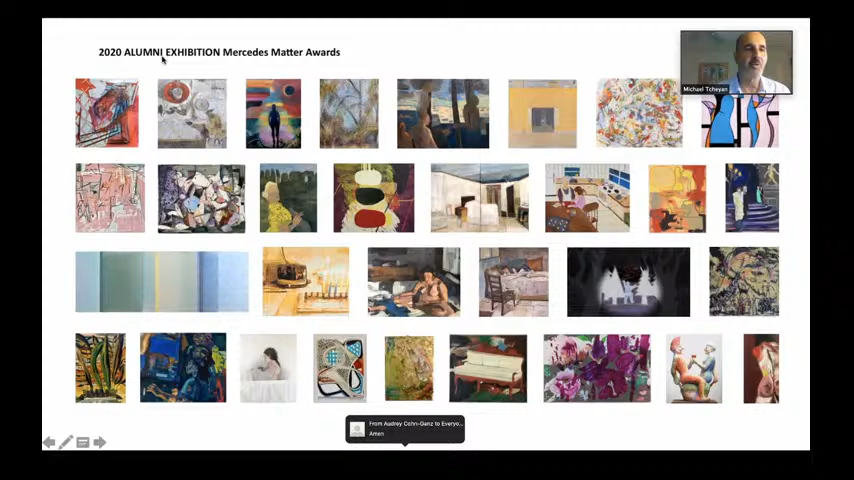 2020 ALUMNI EXHIBITION Mercedes Matter Awards
Michael Tcheyan
From Audrey Cohn-Ganz to Everyo...
Amen